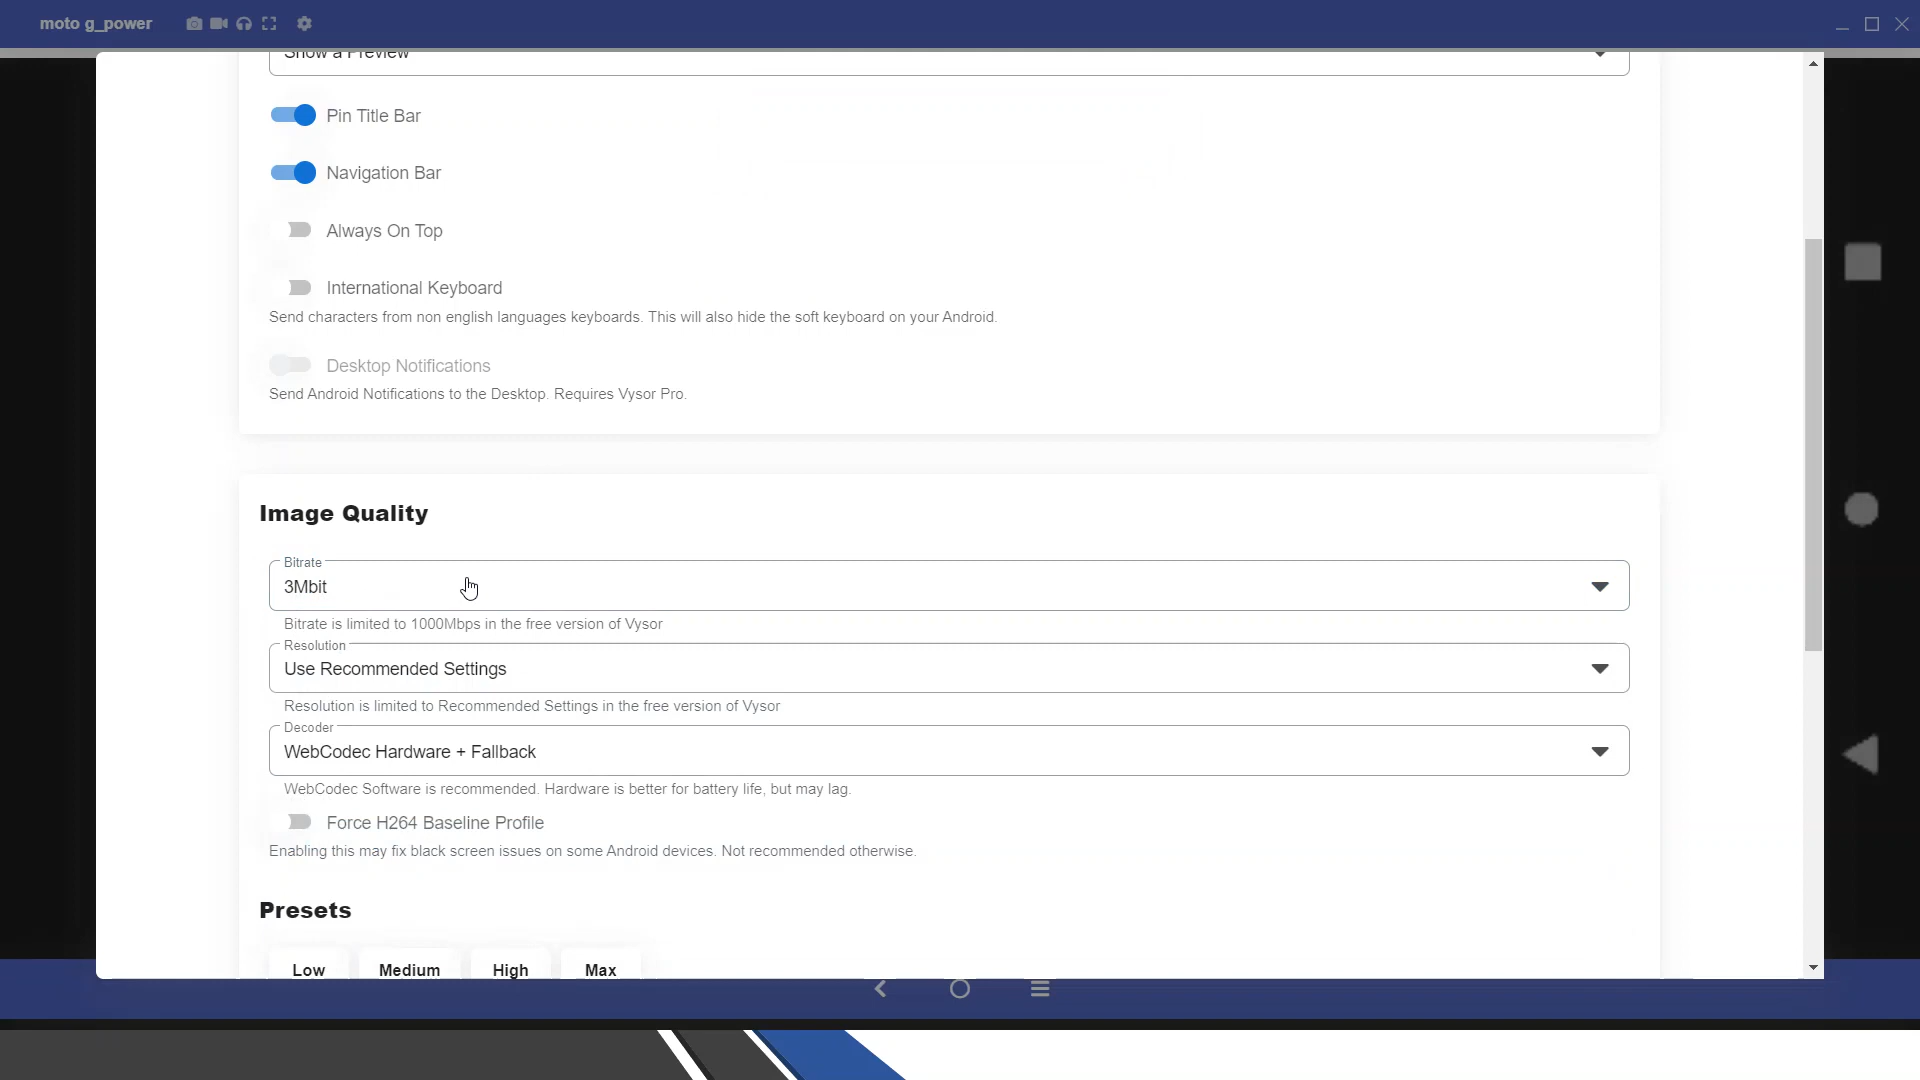 moto g_power
Show a Preview
Pin Title Bar
Navigation Bar
Always On Top
International Keyboard
Send characters from non english languages keyboards. This will also hide the soft keyboard on your Android.
Desktop Notifications
Send Android Notifications to the Desktop. Requires Vysor Pro.
Image Quality
Bitrate
3Mbit
Bitrate is limited to 1000Mbps in the free version of Vysor
Resolution
Use Recommended Settings
Resolution is limited to Recommended Settings in the free version of Vysor
Decoder
WebCodec Hardware + Fallback
WebCodec Software is recommended. Hardware is better for battery life, but may lag.
Force H264 Baseline Profile
Enabling this may fix black screen issues on some Android devices. Not recommended otherwise.
Presets
Low Medium High Max